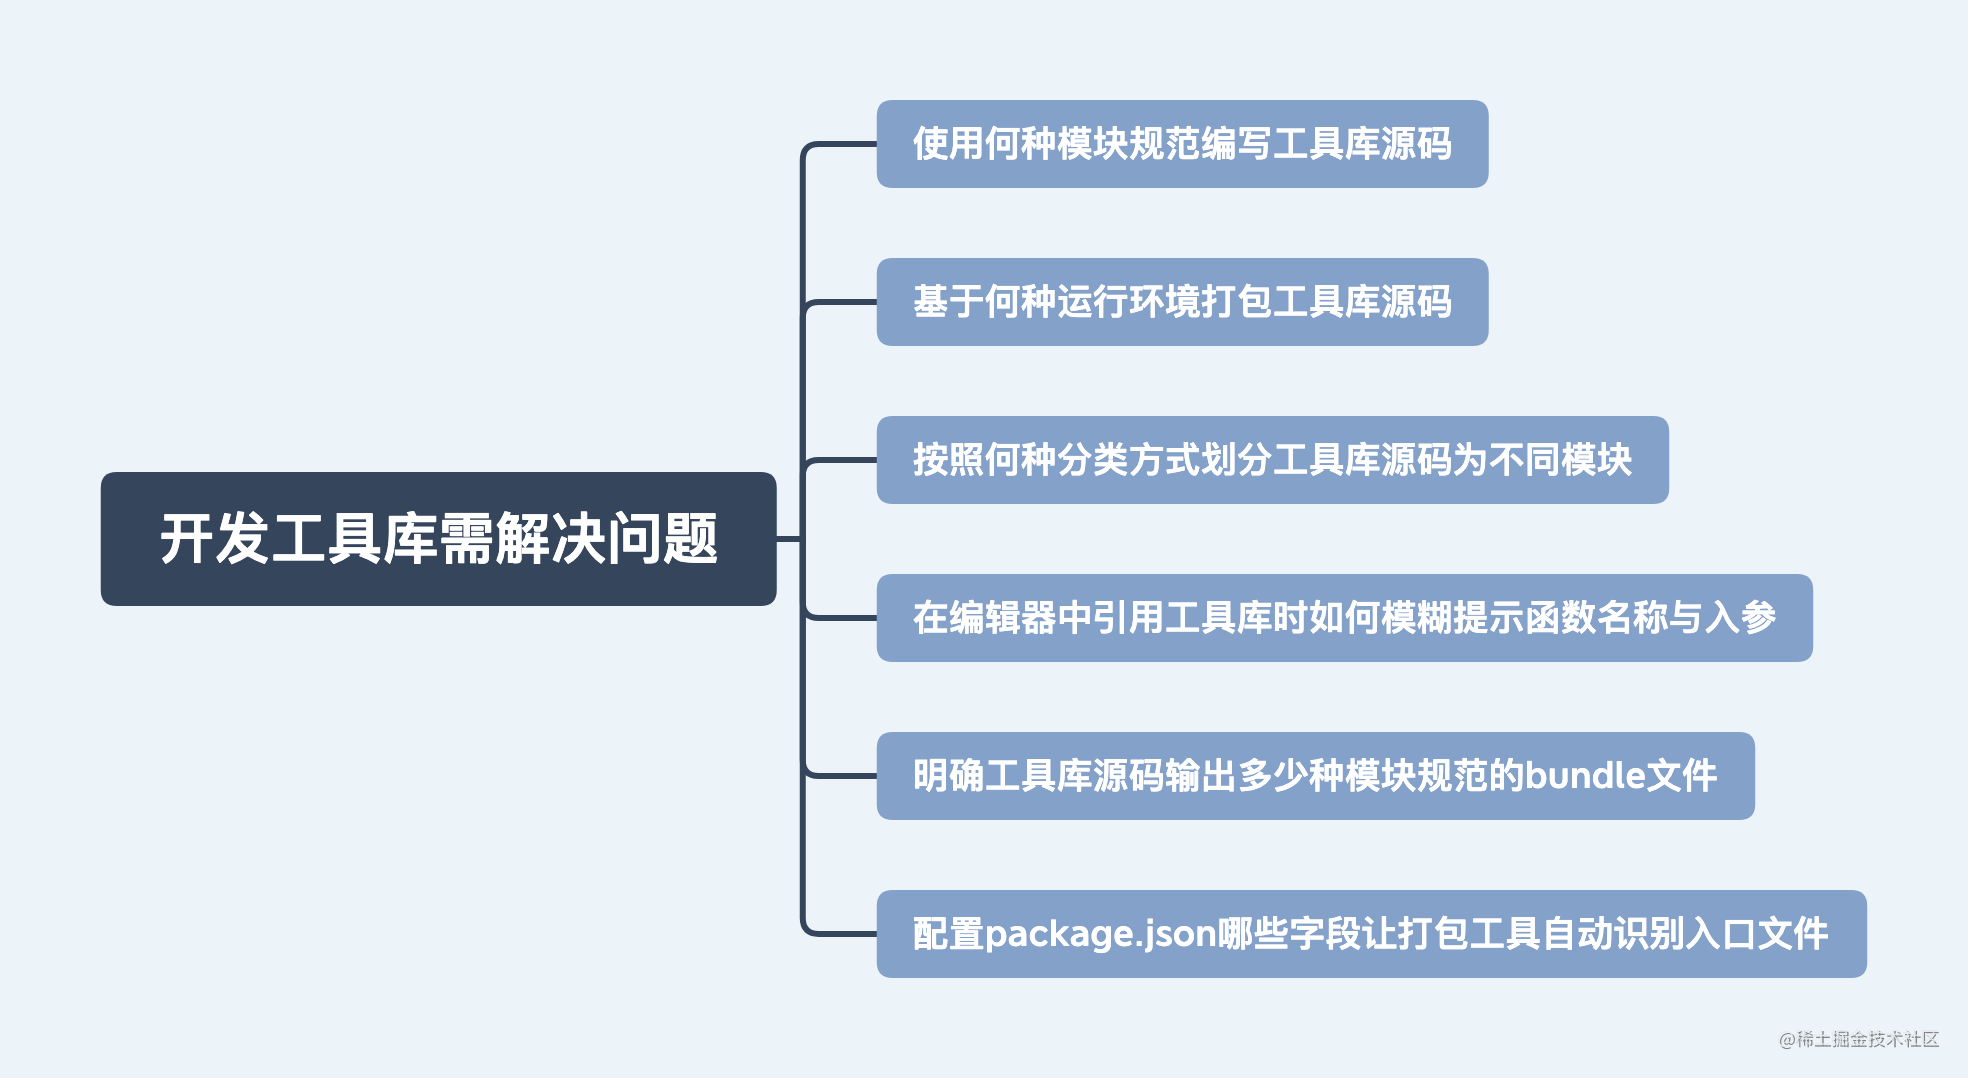 使用何种模块规范编写工具库源码
基于何种运行环境打包工具库源码
按照何种分类方式划分工具库源码为不同模块
开发工具库需解决问题
在编辑器中引用工具库时如何模糊提示函数名称与入参
明确工具库源码输出多少种模块规范的bundle文件
配置package.json哪些字段让打包工具自动识别入口文件
@稀土掘金技术社区